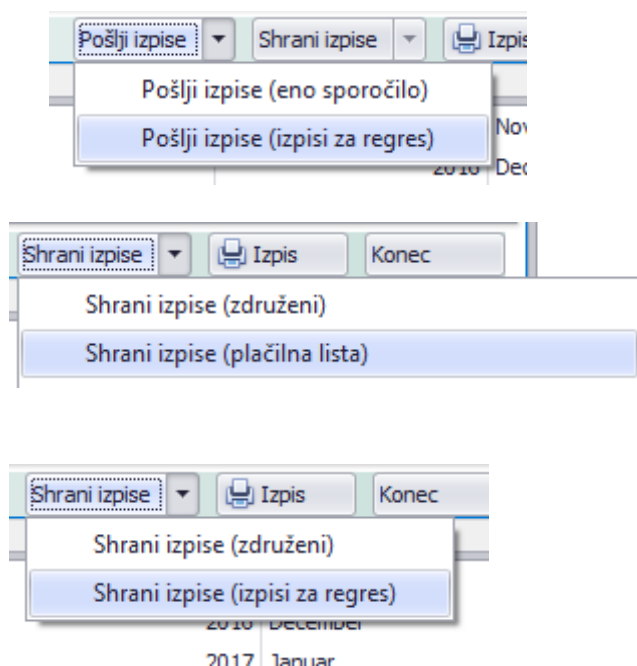 Pošlji izpise Shrani izpise
Pošlji izpise (eno sporočilo)
Pošlji izpise (izpisi za regres)
Shrani izpise Izpis Konec
Shrani izpise (združeni)
Shrani izpise (plačilna lista)
Shrani izpise Izpis Konec
Shrani izpise (združeni)
Shrani izpise (izpisi za regres)
2016 December
2017 Januar